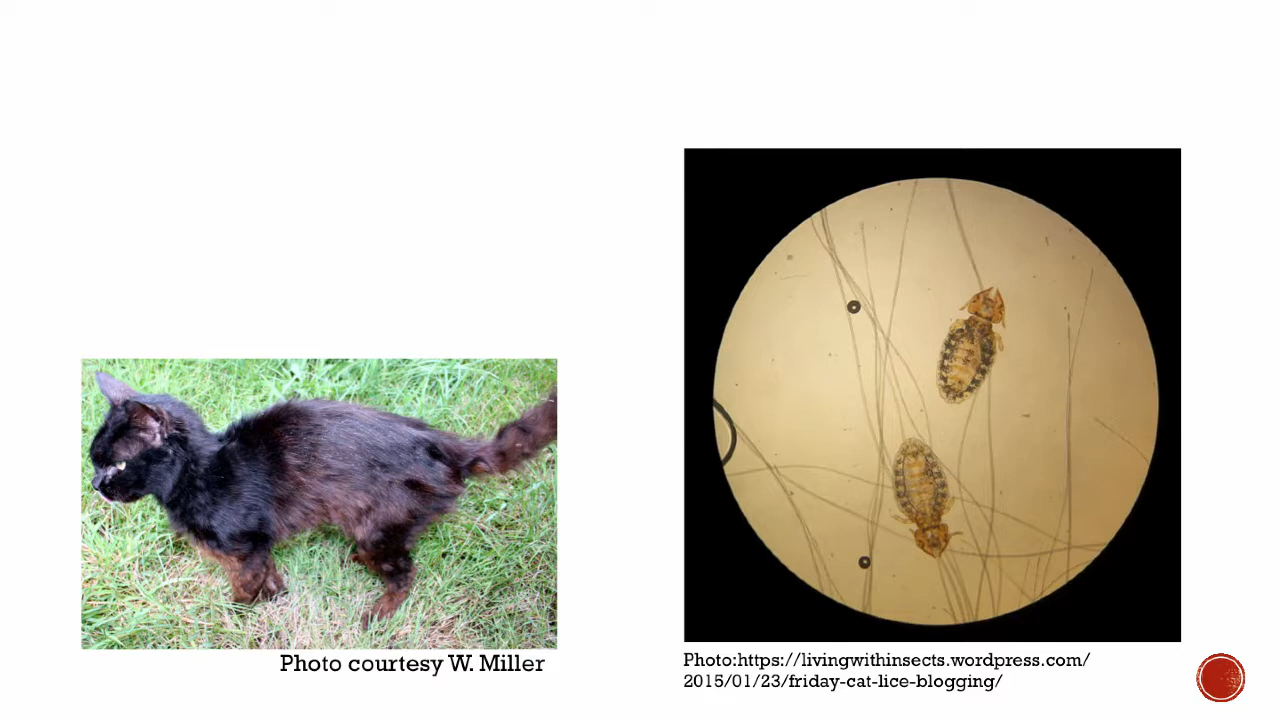 Photo courtesy W. Miller
Photo:https://livingwithinsects.wordpress.com/
2015/01/23/friday-cat-lice-blogging/